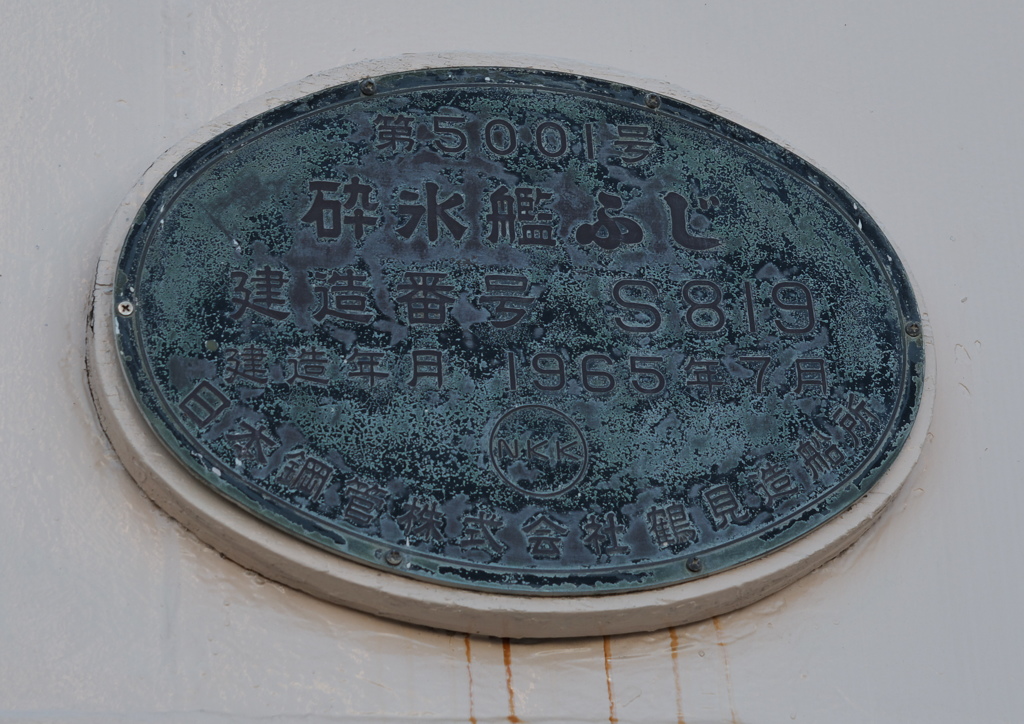 第5001号
砕氷艦ふじ
建造番号 S819
建造年月 1965年7月
NKK
日本鋼管株式会社鶴見造船所